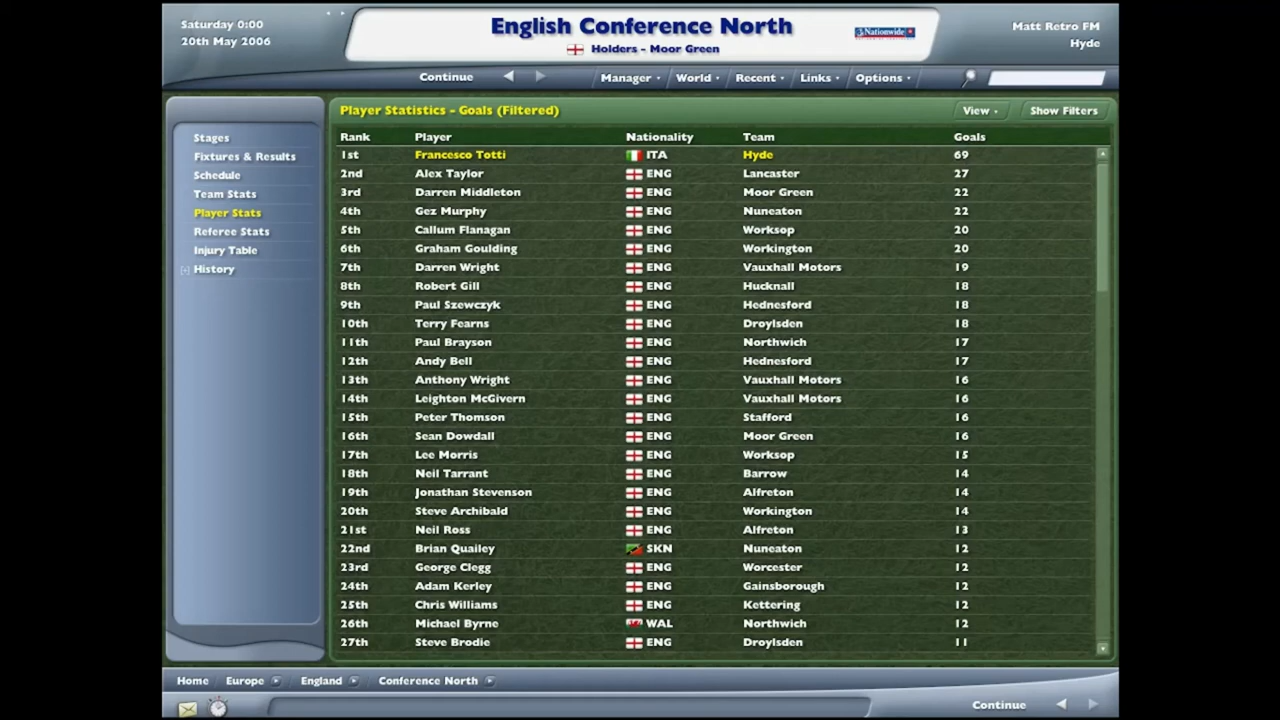 Saturday 0:00
20th May 2006
English Conference North
Holders - Moor Green
Nationwide
Matt Retro FM
Hyde
Continue
Manager World Recent Links Options
Stages
Fixtures & Results
Schedule
Team Stats
Player Stats
Referee Stats
Injury Table
History
Player Statistics - Goals (Filtered)
View Show Filters
Rank Player Nationality Team Goals
1st Francesco Totti ITA Hyde 69
2nd Alex Taylor ENG Lancaster 27
3rd Darren Middleton ENG Moor Green 22
4th Gez Murphy ENG Nuneaton 22
5th Callum Flanagan ENG Worksop 20
6th Graham Goulding ENG Workington 20
7th Darren Wright ENG Vauxhall Motors 19
8th Robert Gill ENG Hucknall 18
9th Paul Szewczyk ENG Hednesford 18
10th Terry Fearns ENG Droylsden 18
11th Paul Brayson ENG Northwich 17
12th Andy Bell ENG Hednesford 17
13th Anthony Wright ENG Vauxhall Motors 16
14th Leighton McGivern ENG Vauxhall Motors 16
15th Peter Thomson ENG Stafford 16
16th Sean Dowdall ENG Moor Green 16
17th Lee Morris ENG Worksop 15
18th Neil Tarrant ENG Barrow 14
19th Jonathan Stevenson ENG Alfreton 14
20th Steve Archibald ENG Workington 14
21st Neil Ross ENG Alfreton 13
22nd Brian Quailey SKN Nuneaton 12
23rd George Clegg ENG Worcester 12
24th Adam Kerley ENG Gainsborough 12
25th Chris Williams ENG Kettering 12
26th Michael Byrne WAL Northwich 12
27th Steve Brodie ENG Droylsden 11
Home Europe England Conference North
Continue